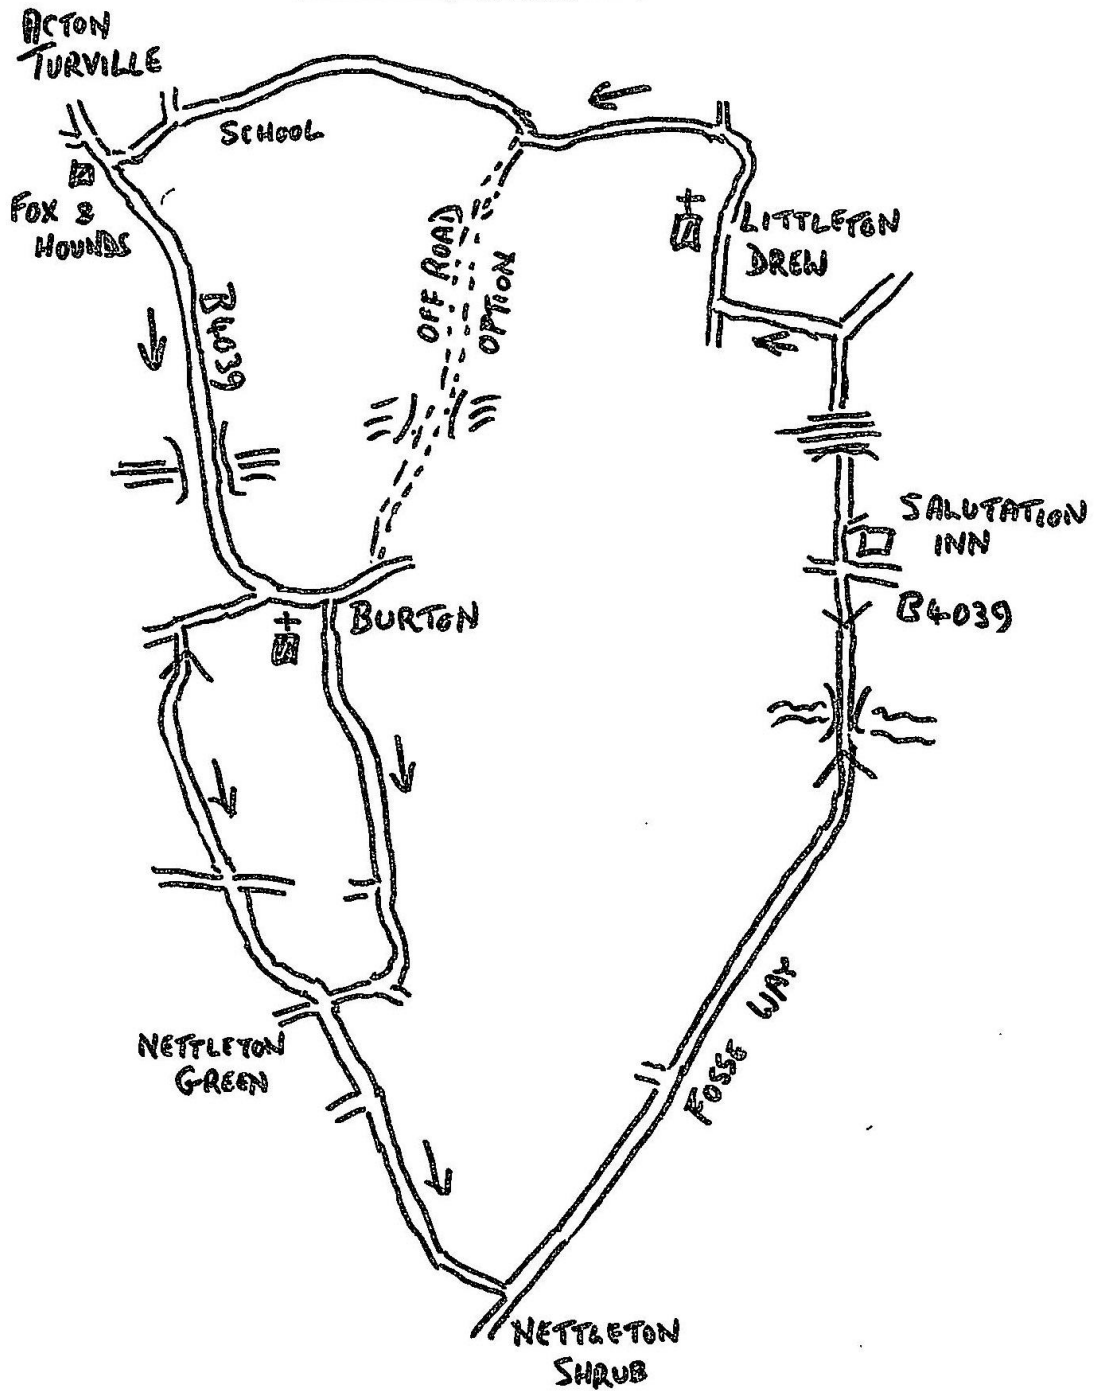 ACTON
TURVILLE
SCHOOL
FOX &
HOUNDS
B4039
OFF ROAD
OPTION
LITTLETON
DREW
SALUTATION
INN
B4039
BURTON
NETTLETON
GREEN
FOSSE WAY
NETTLETON
SHRUB